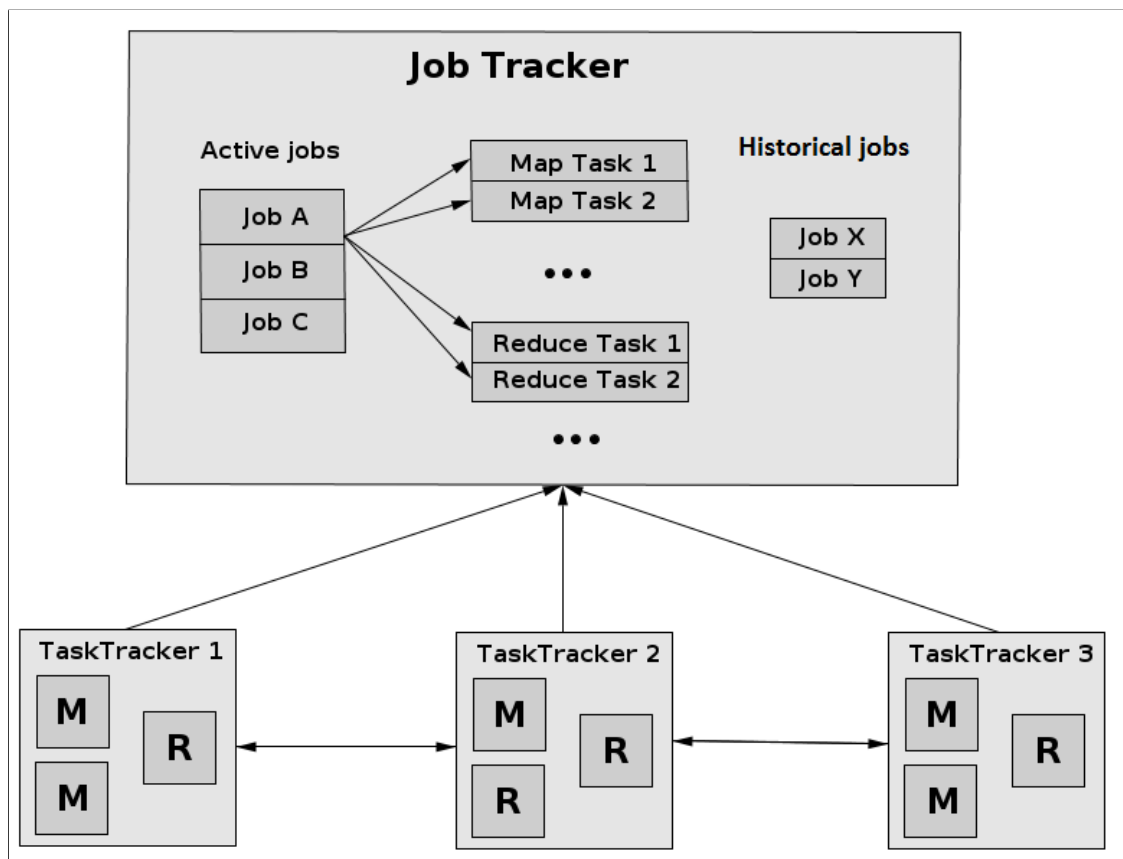 Job Tracker
Active jobs
Job A
Job B
Job C
Map Task 1
Map Task 2
•••
Reduce Task 1
Reduce Task 2
•••
Historical jobs
Job X
Job Y
TaskTracker 1
M
M
R
TaskTracker 2
M
R
R
TaskTracker 3
M
M
R